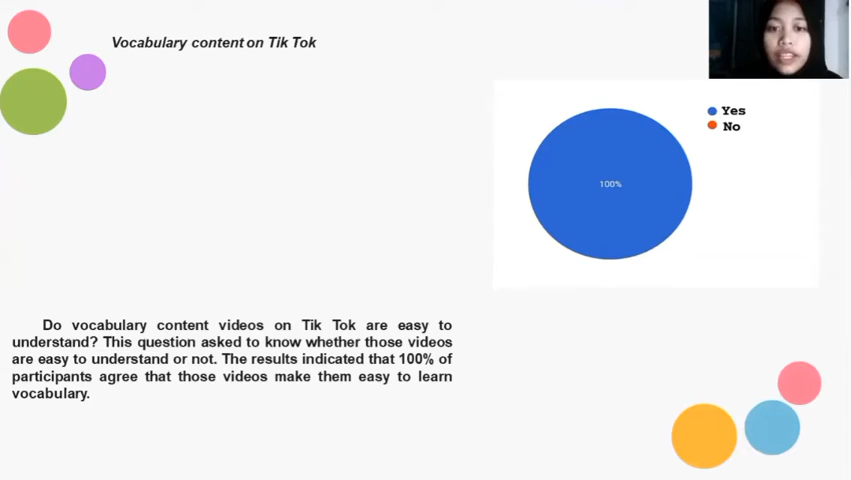 Vocabulary content on Tik Tok
Yes
No
100%
Do vocabulary content videos on Tik Tok are easy to
understand? This question asked to know whether those videos
are easy to understand or not. The results indicated that 100% of
participants agree that those videos make them easy to learn
vocabulary.